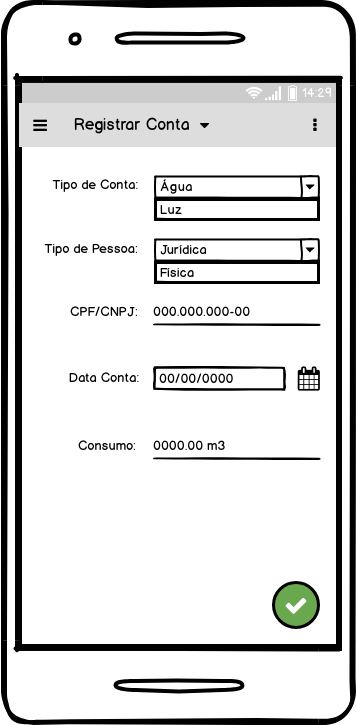 14:29
Registrar Conta
Tipo de Conta: Água
Luz
Tipo de Pessoa: Jurídica
Física
CPF/CNPJ: 000.000.000-00
Data Conta: 00/00/0000
Consumo: 0000.00 m3